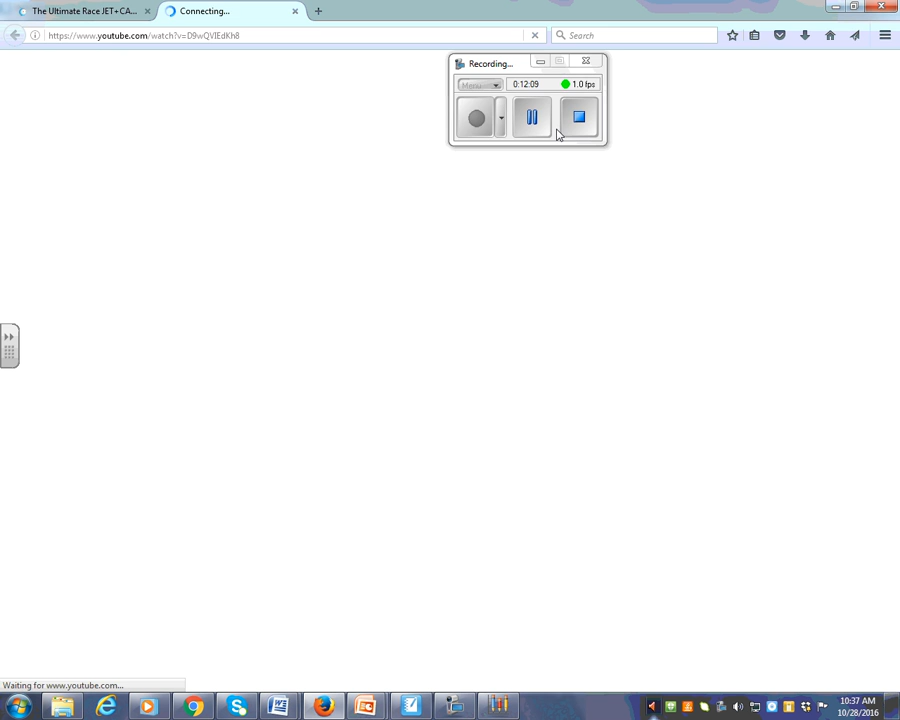 The Ultimate Race JET+CA...
Connecting...
https://www.youtube.com/watch?v=D9wQVIEdKh8
Search
Recording...
Menu
0:12:09
1.0 fps
Waiting for www.youtube.com...
10:37 AM
10/28/2016